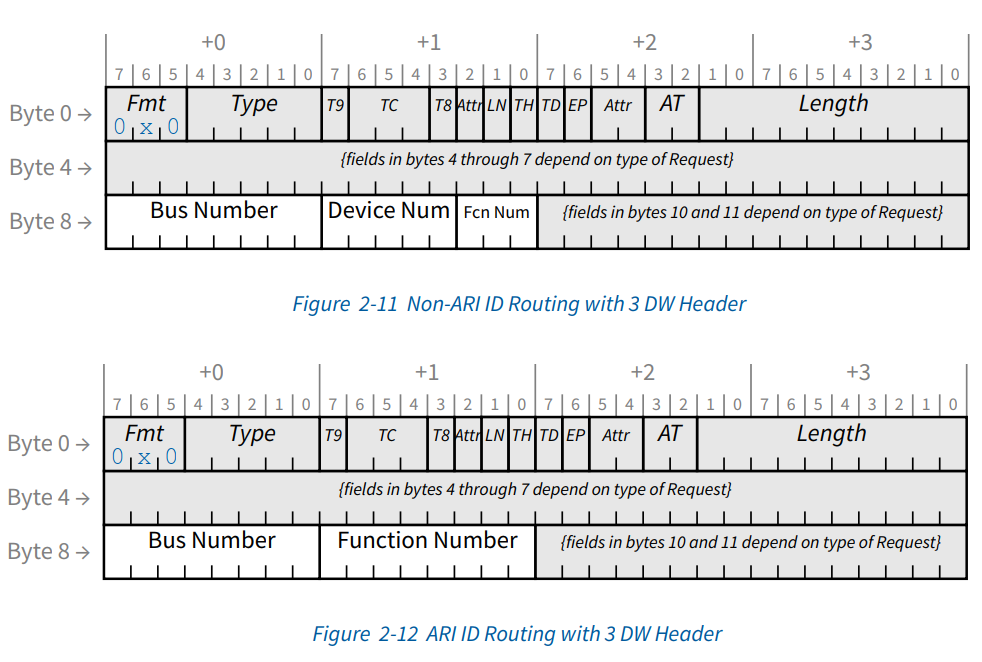 +0 +1 +2 +3
7 6 5 4 3 2 1 0 7 6 5 4 3 2 1 0 7 6 5 4 3 2 1 0 7 6 5 4 3 2 1 0
Byte 0 → Fmt Type T9 TC T8 Attr LN TH TD EP Attr AT Length
0 x 0
Byte 4 → {fields in bytes 4 through 7 depend on type of Request}
Byte 8 → Bus Number Device Num Fcn Num {fields in bytes 10 and 11 depend on type of Request}
Figure 2-11 Non-ARI ID Routing with 3 DW Header
+0 +1 +2 +3
7 6 5 4 3 2 1 0 7 6 5 4 3 2 1 0 7 6 5 4 3 2 1 0 7 6 5 4 3 2 1 0
Byte 0 → Fmt Type T9 TC T8 Attr LN TH TD EP Attr AT Length
0 x 0
Byte 4 → {fields in bytes 4 through 7 depend on type of Request}
Byte 8 → Bus Number Function Number {fields in bytes 10 and 11 depend on type of Request}
Figure 2-12 ARI ID Routing with 3 DW Header